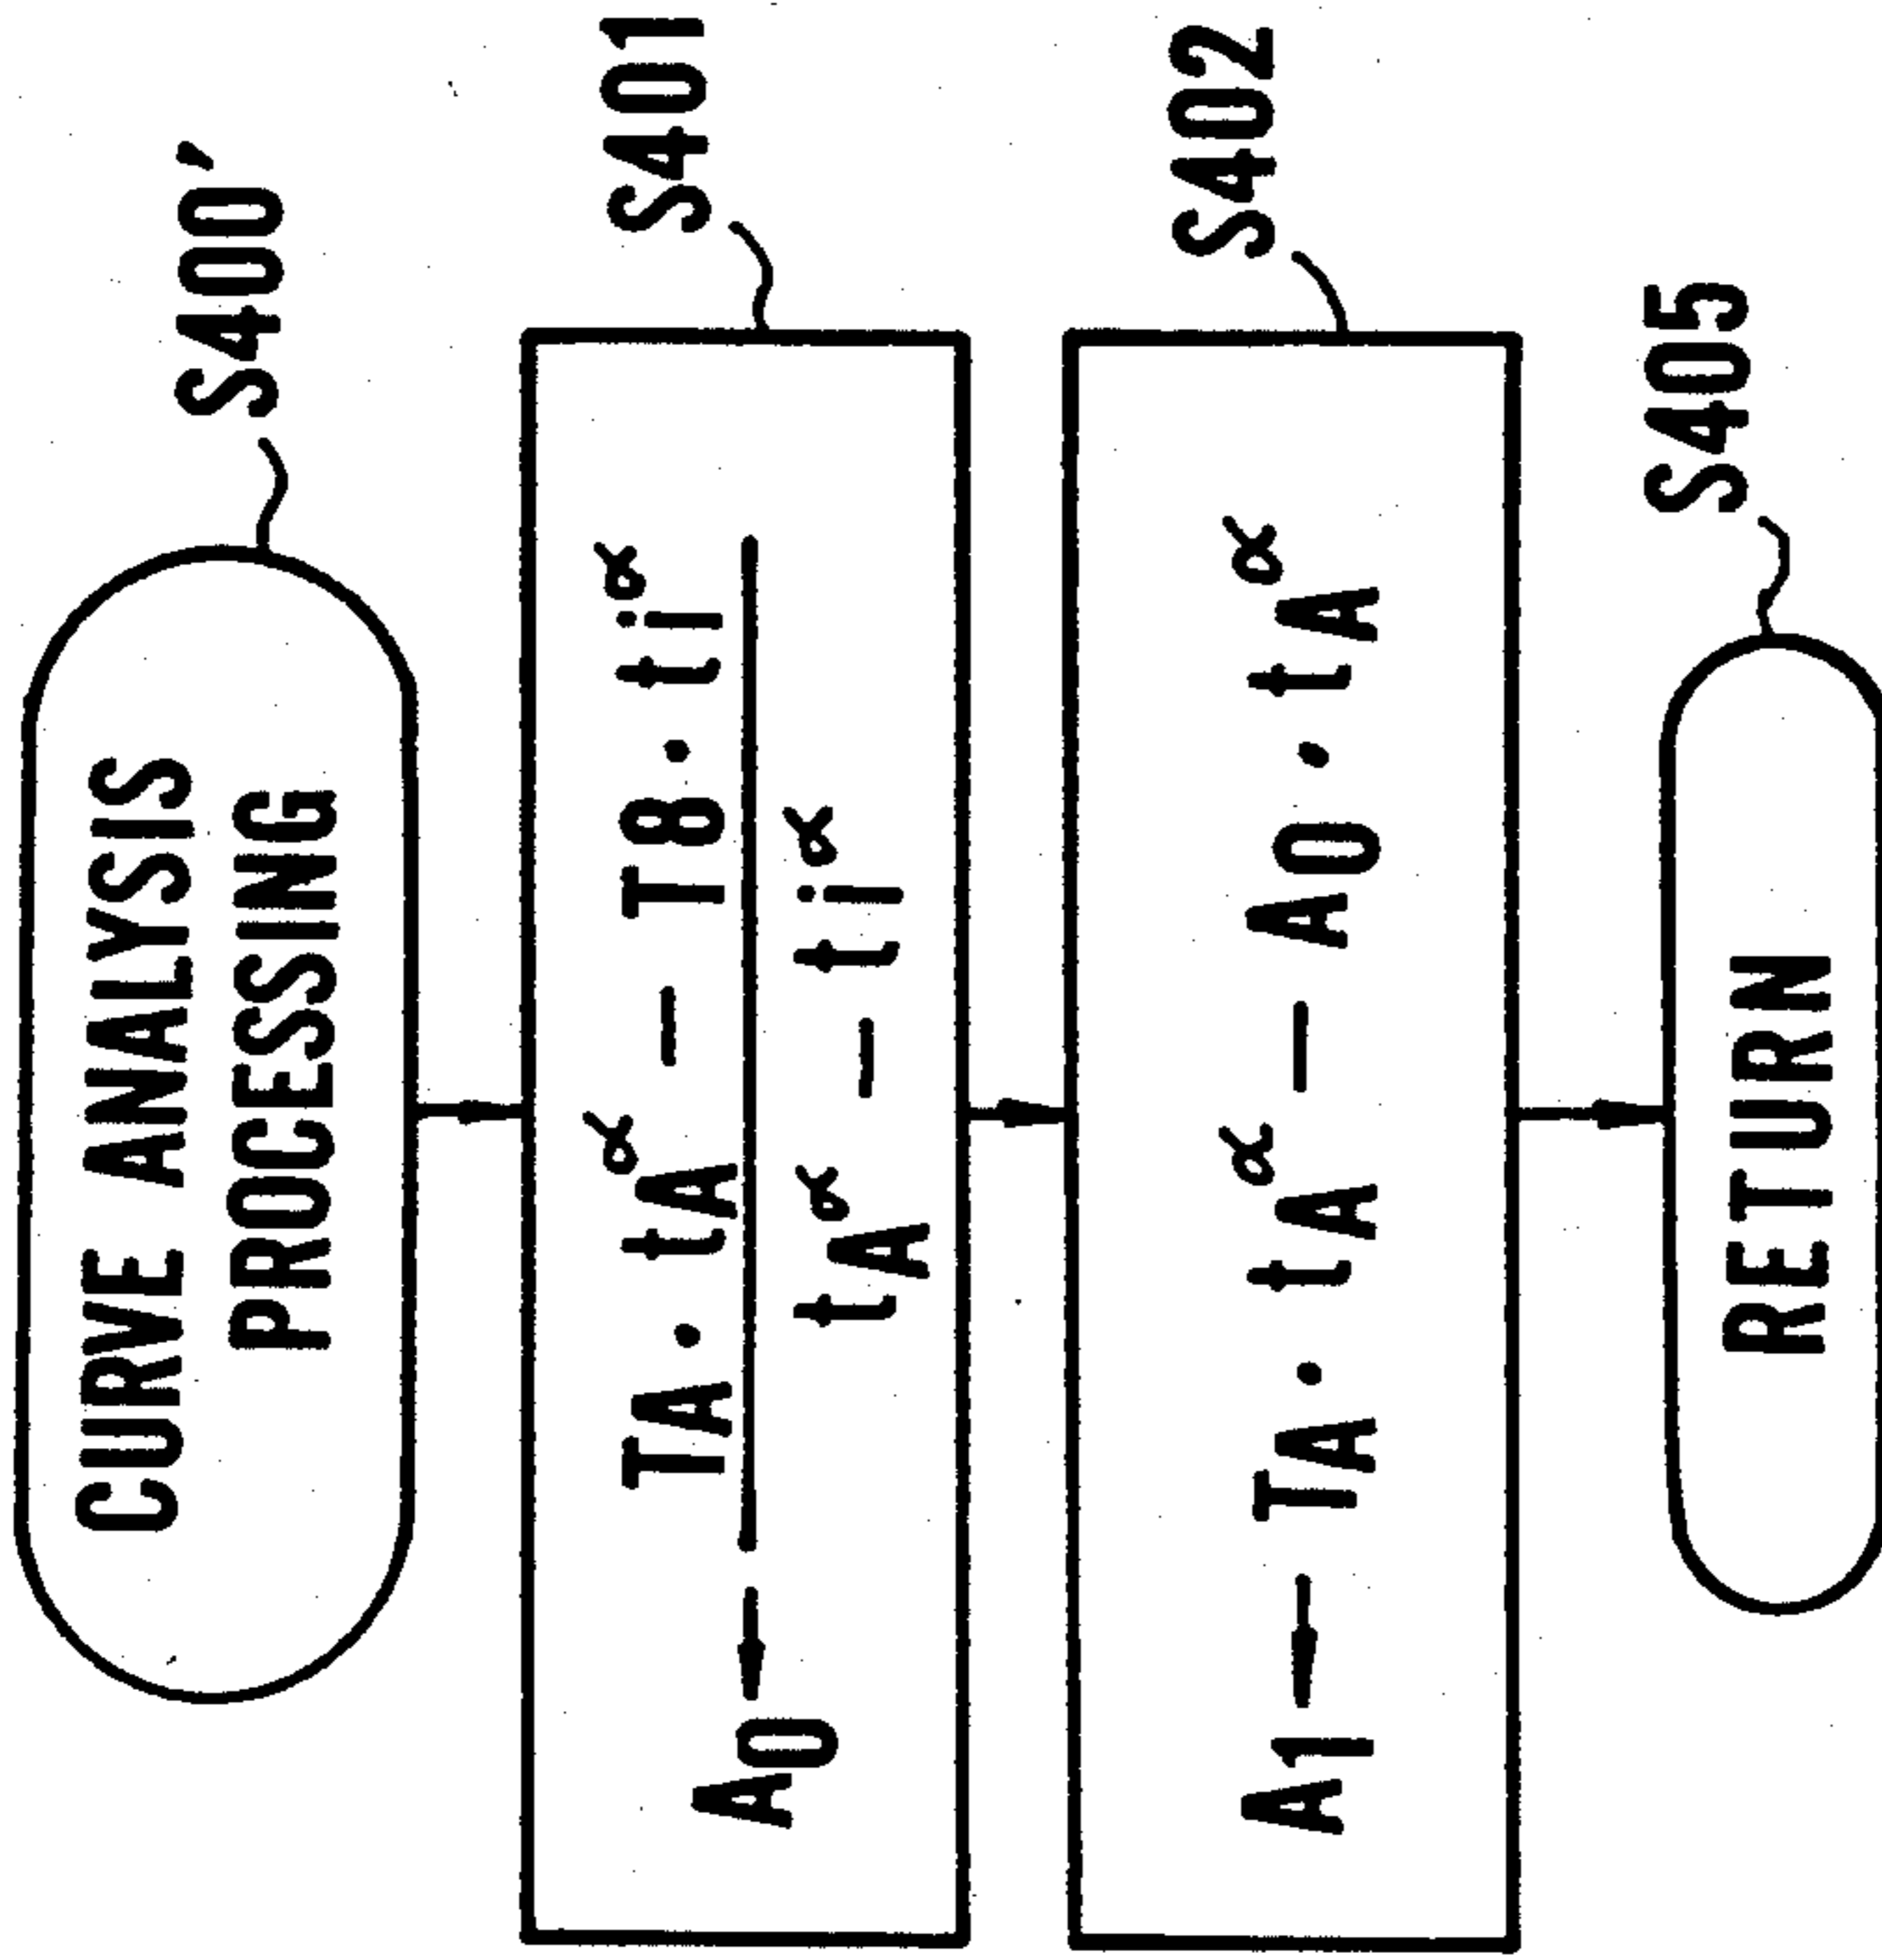 CURVE ANALYSIS
PROCESSING
S400'
A0 ← TA · tA^α — T8 · ti^α
tA^α — ti^α
S401
A1 ← TA · tA^α — A0 · tA^α
S402
RETURN
S405